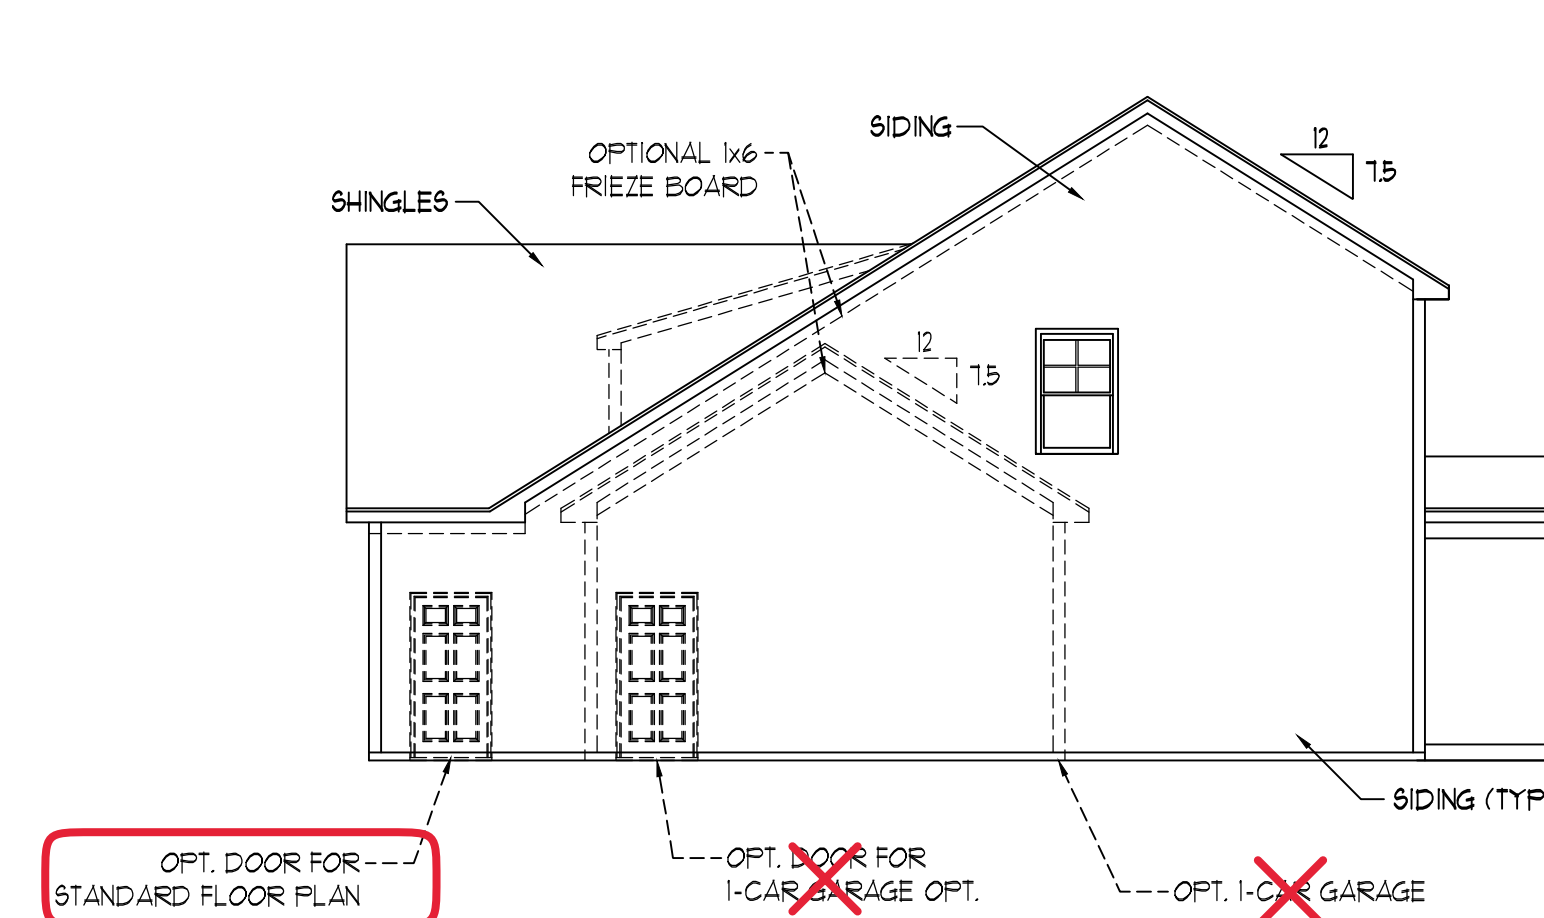 SIDING
12
7.5
OPTIONAL 1x6
FRIEZE BOARD
SHINGLES
12
7.5
SIDING (TYP
OPT. DOOR FOR
STANDARD FLOOR PLAN
OPT. DOOR FOR
1-CAR GARAGE OPT.
OPT. 1-CAR GARAGE